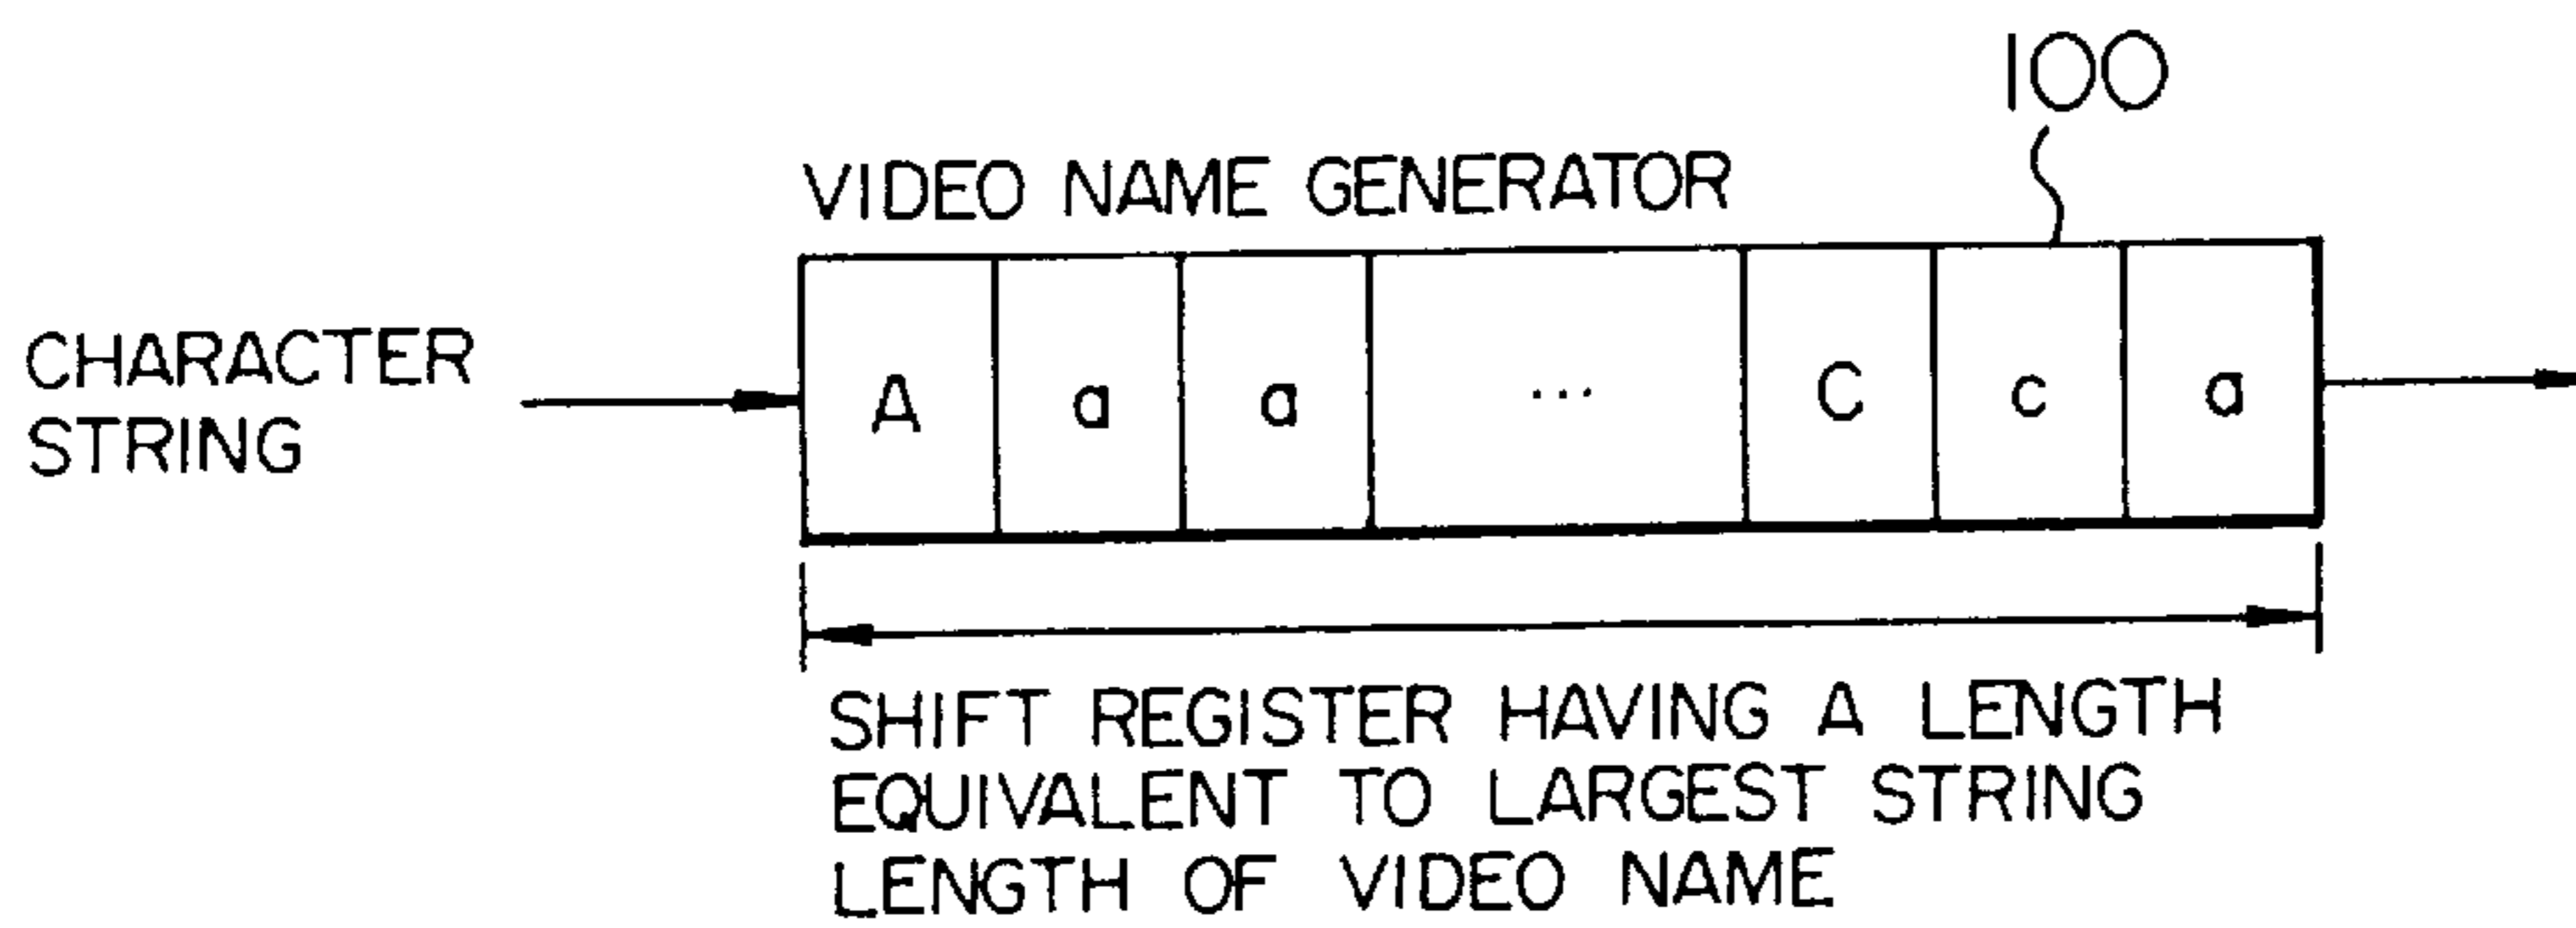 100
VIDEO NAME GENERATOR
CHARACTER
STRING
A a a ... C c a
SHIFT REGISTER HAVING A LENGTH
EQUIVALENT TO LARGEST STRING
LENGTH OF VIDEO NAME